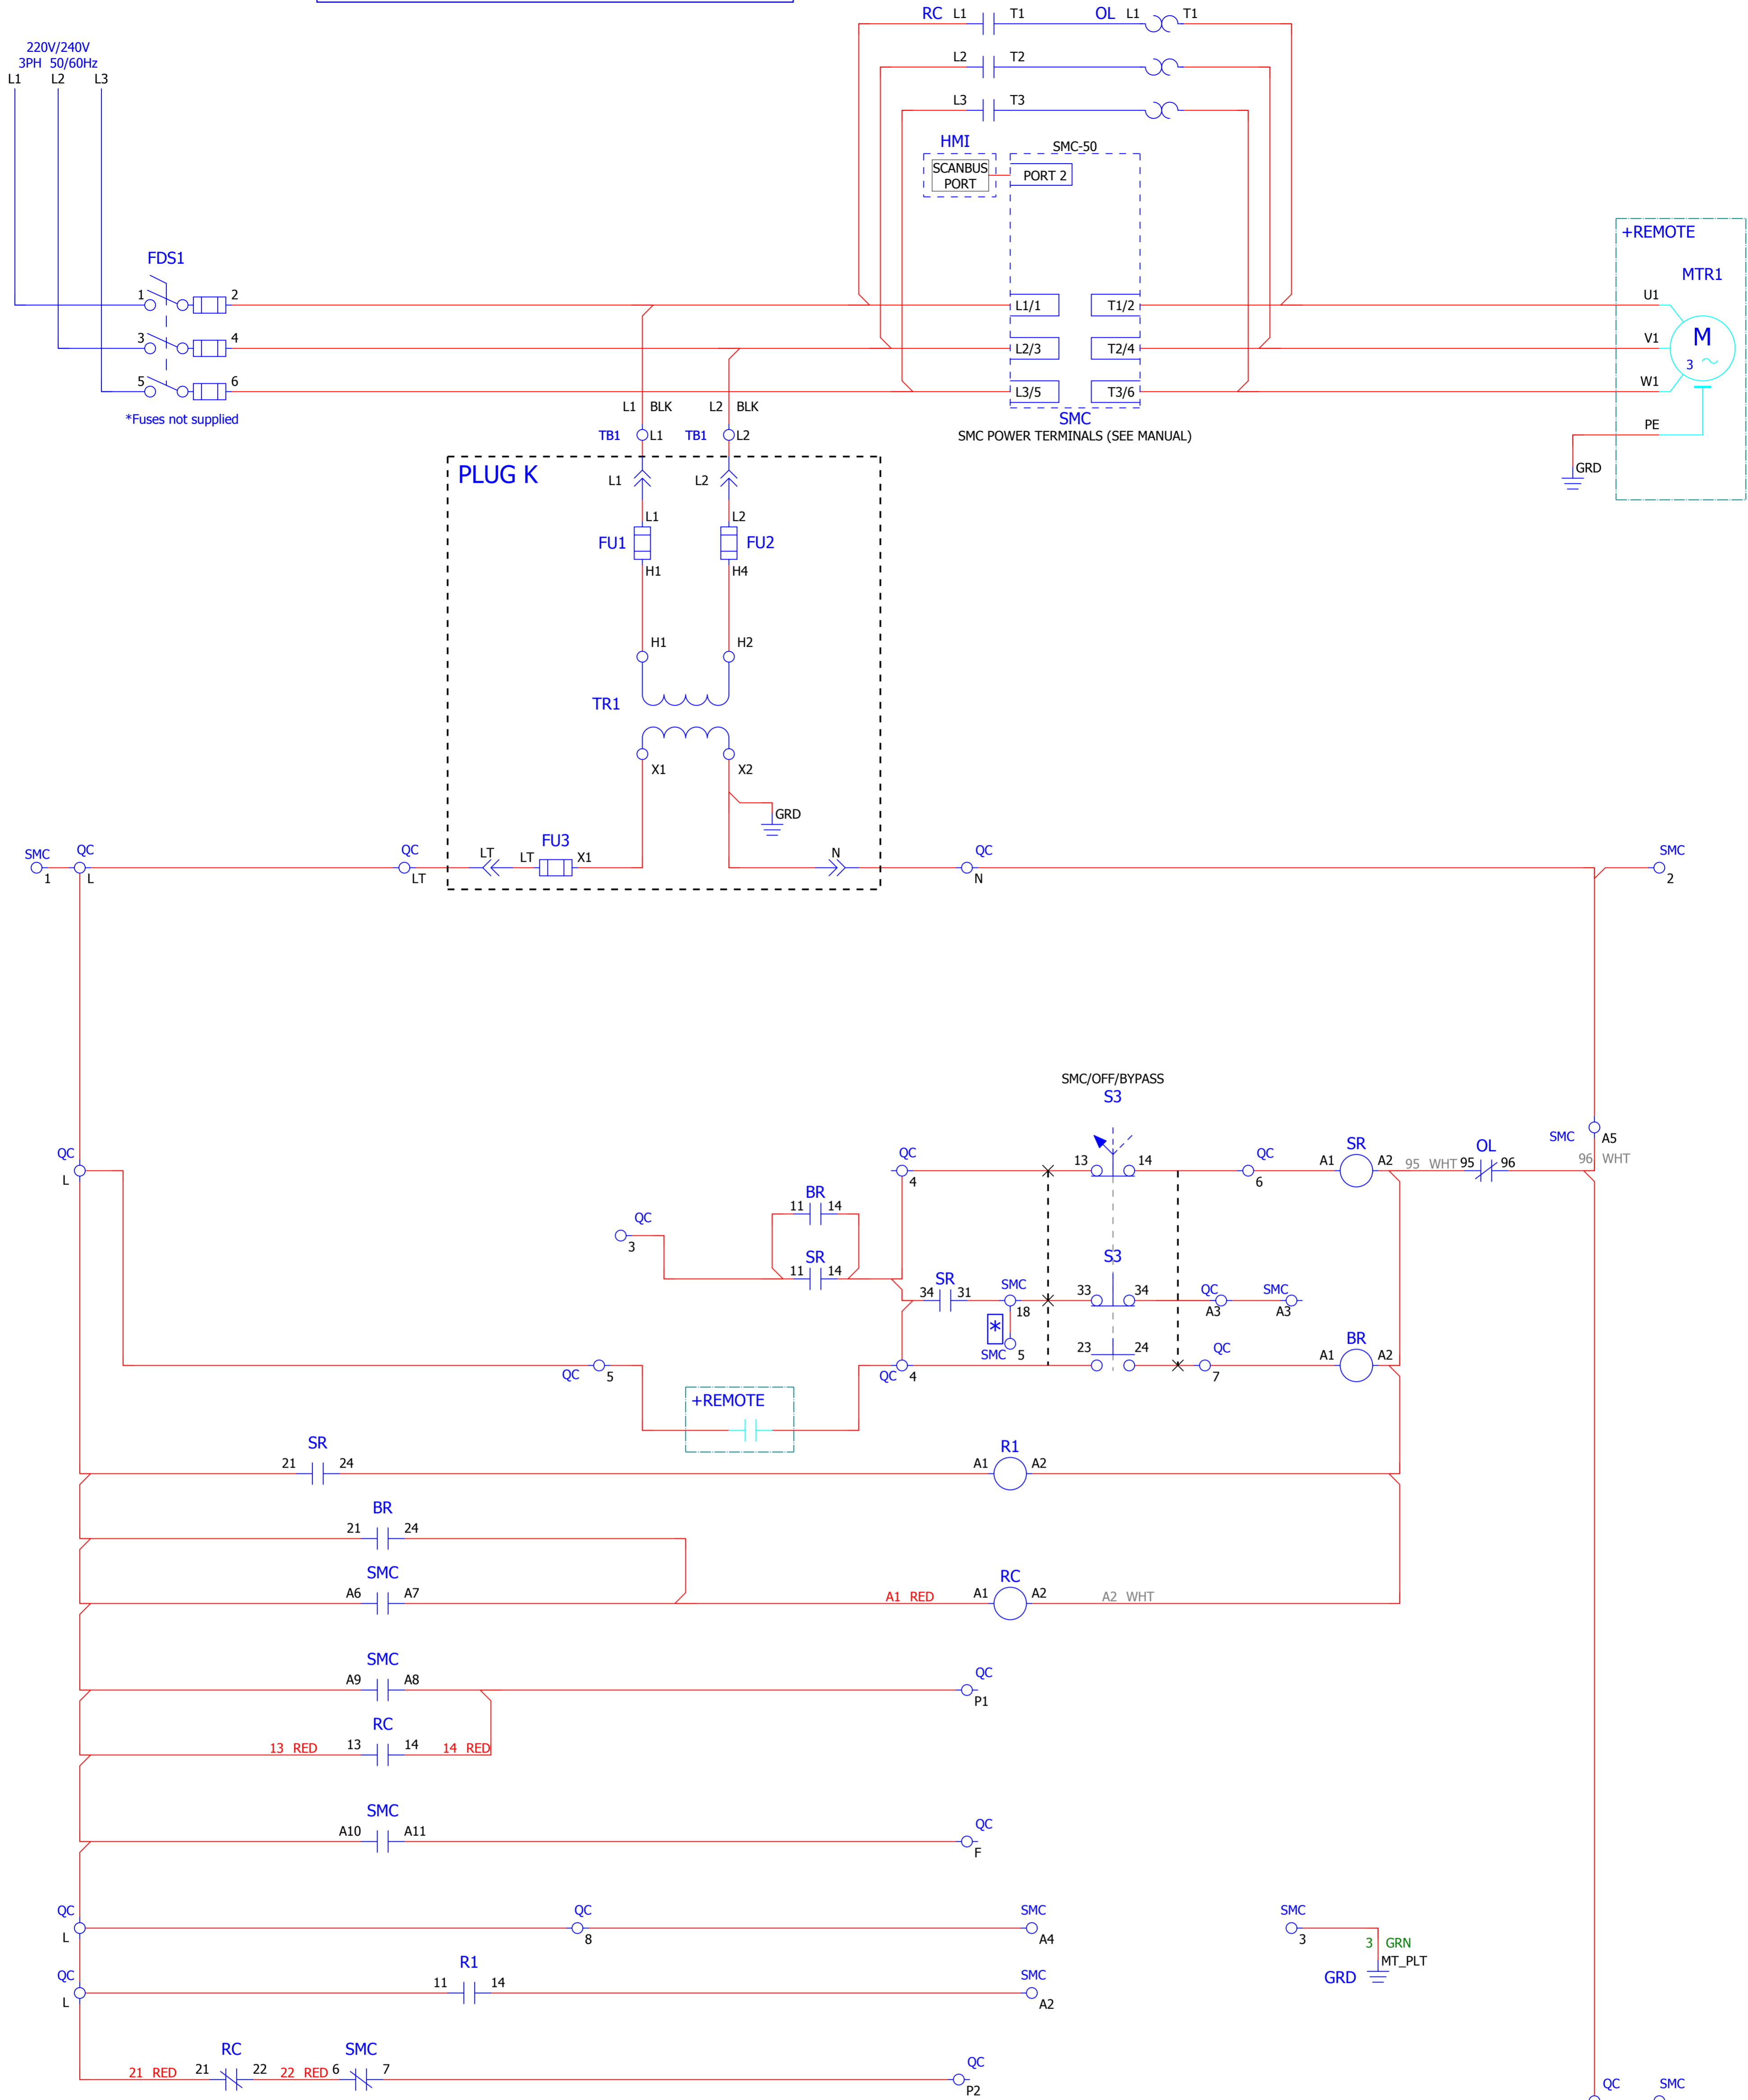 RC L1 T1 OL L1 T1
220V/240V
3PH 50/60Hz
L1 L2 L3
L2 T2
L3 T3
HMI
SMC-50
SCANBUS
PORT
PORT 2
+REMOTE
MTR1
FDS1
1 2
L1/1 T1/2
U1
3 4
L2/3 T2/4
V1
M
3
5 6
L3/5 T3/6
W1
*Fuses not supplied
L1 BLK L2 BLK
SMC
SMC POWER TERMINALS (SEE MANUAL)
PE
TB1 L1 TB1 L2
GRD
PLUG K
L1 L2
L1 L2
FU1 FU2
H1 H4
H1 H2
TR1
X1 X2
GRD
SMC QC QC
FU3
LT LT X1
N
QC
SMC
1 L LT
N
2
SMC/OFF/BYPASS
S3
SMC A5
QC
L
QC
4
13 14
QC
6
SR
A1 A2
95 WHT 95 OL 96
96 WHT
BR
11 14
QC
3
SR
11 14
S3
SR
34 31
SMC
18
33 34
QC
A3
SMC
A3
*
SMC 5
23 24
QC
7
BR
A1 A2
QC 5
QC 4
+REMOTE
SR
21 24
R1
A1 A2
BR
21 24
SMC
A6 A7
A1 RED
RC
A1 A2
A2 WHT
SMC
A9 A8
QC
P1
RC
13 RED 13 14 14 RED
SMC
A10 A11
QC
F
QC
L
QC
8
SMC
A4
SMC
3
3 GRN
MT_PLT
GRD
QC
L
R1
11 14
SMC
A2
RC SMC
21 RED 21 22 22 RED 6 7
QC
P2
QC SMC